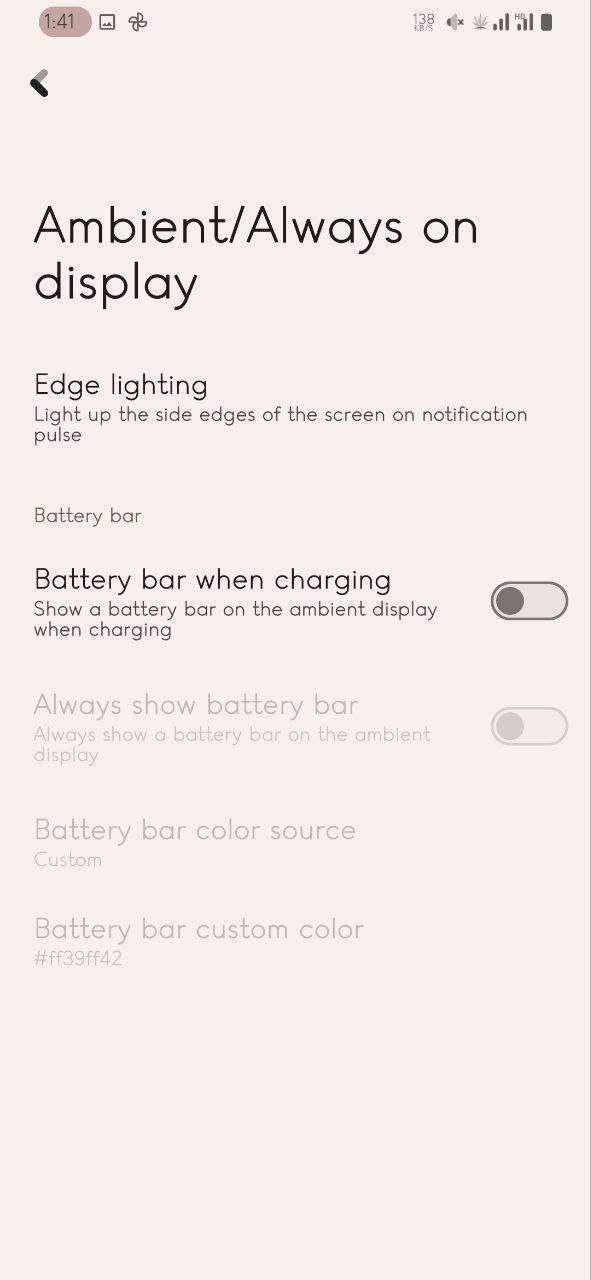 1:41
138
KB/S
HD
Ambient/Always on
display
Edge lighting
Light up the side edges of the screen on notification
pulse
Battery bar
Battery bar when charging
Show a battery bar on the ambient display
when charging
Always show battery bar
Always show a battery bar on the ambient
display
Battery bar color source
Custom
Battery bar custom color
#ff39ff42